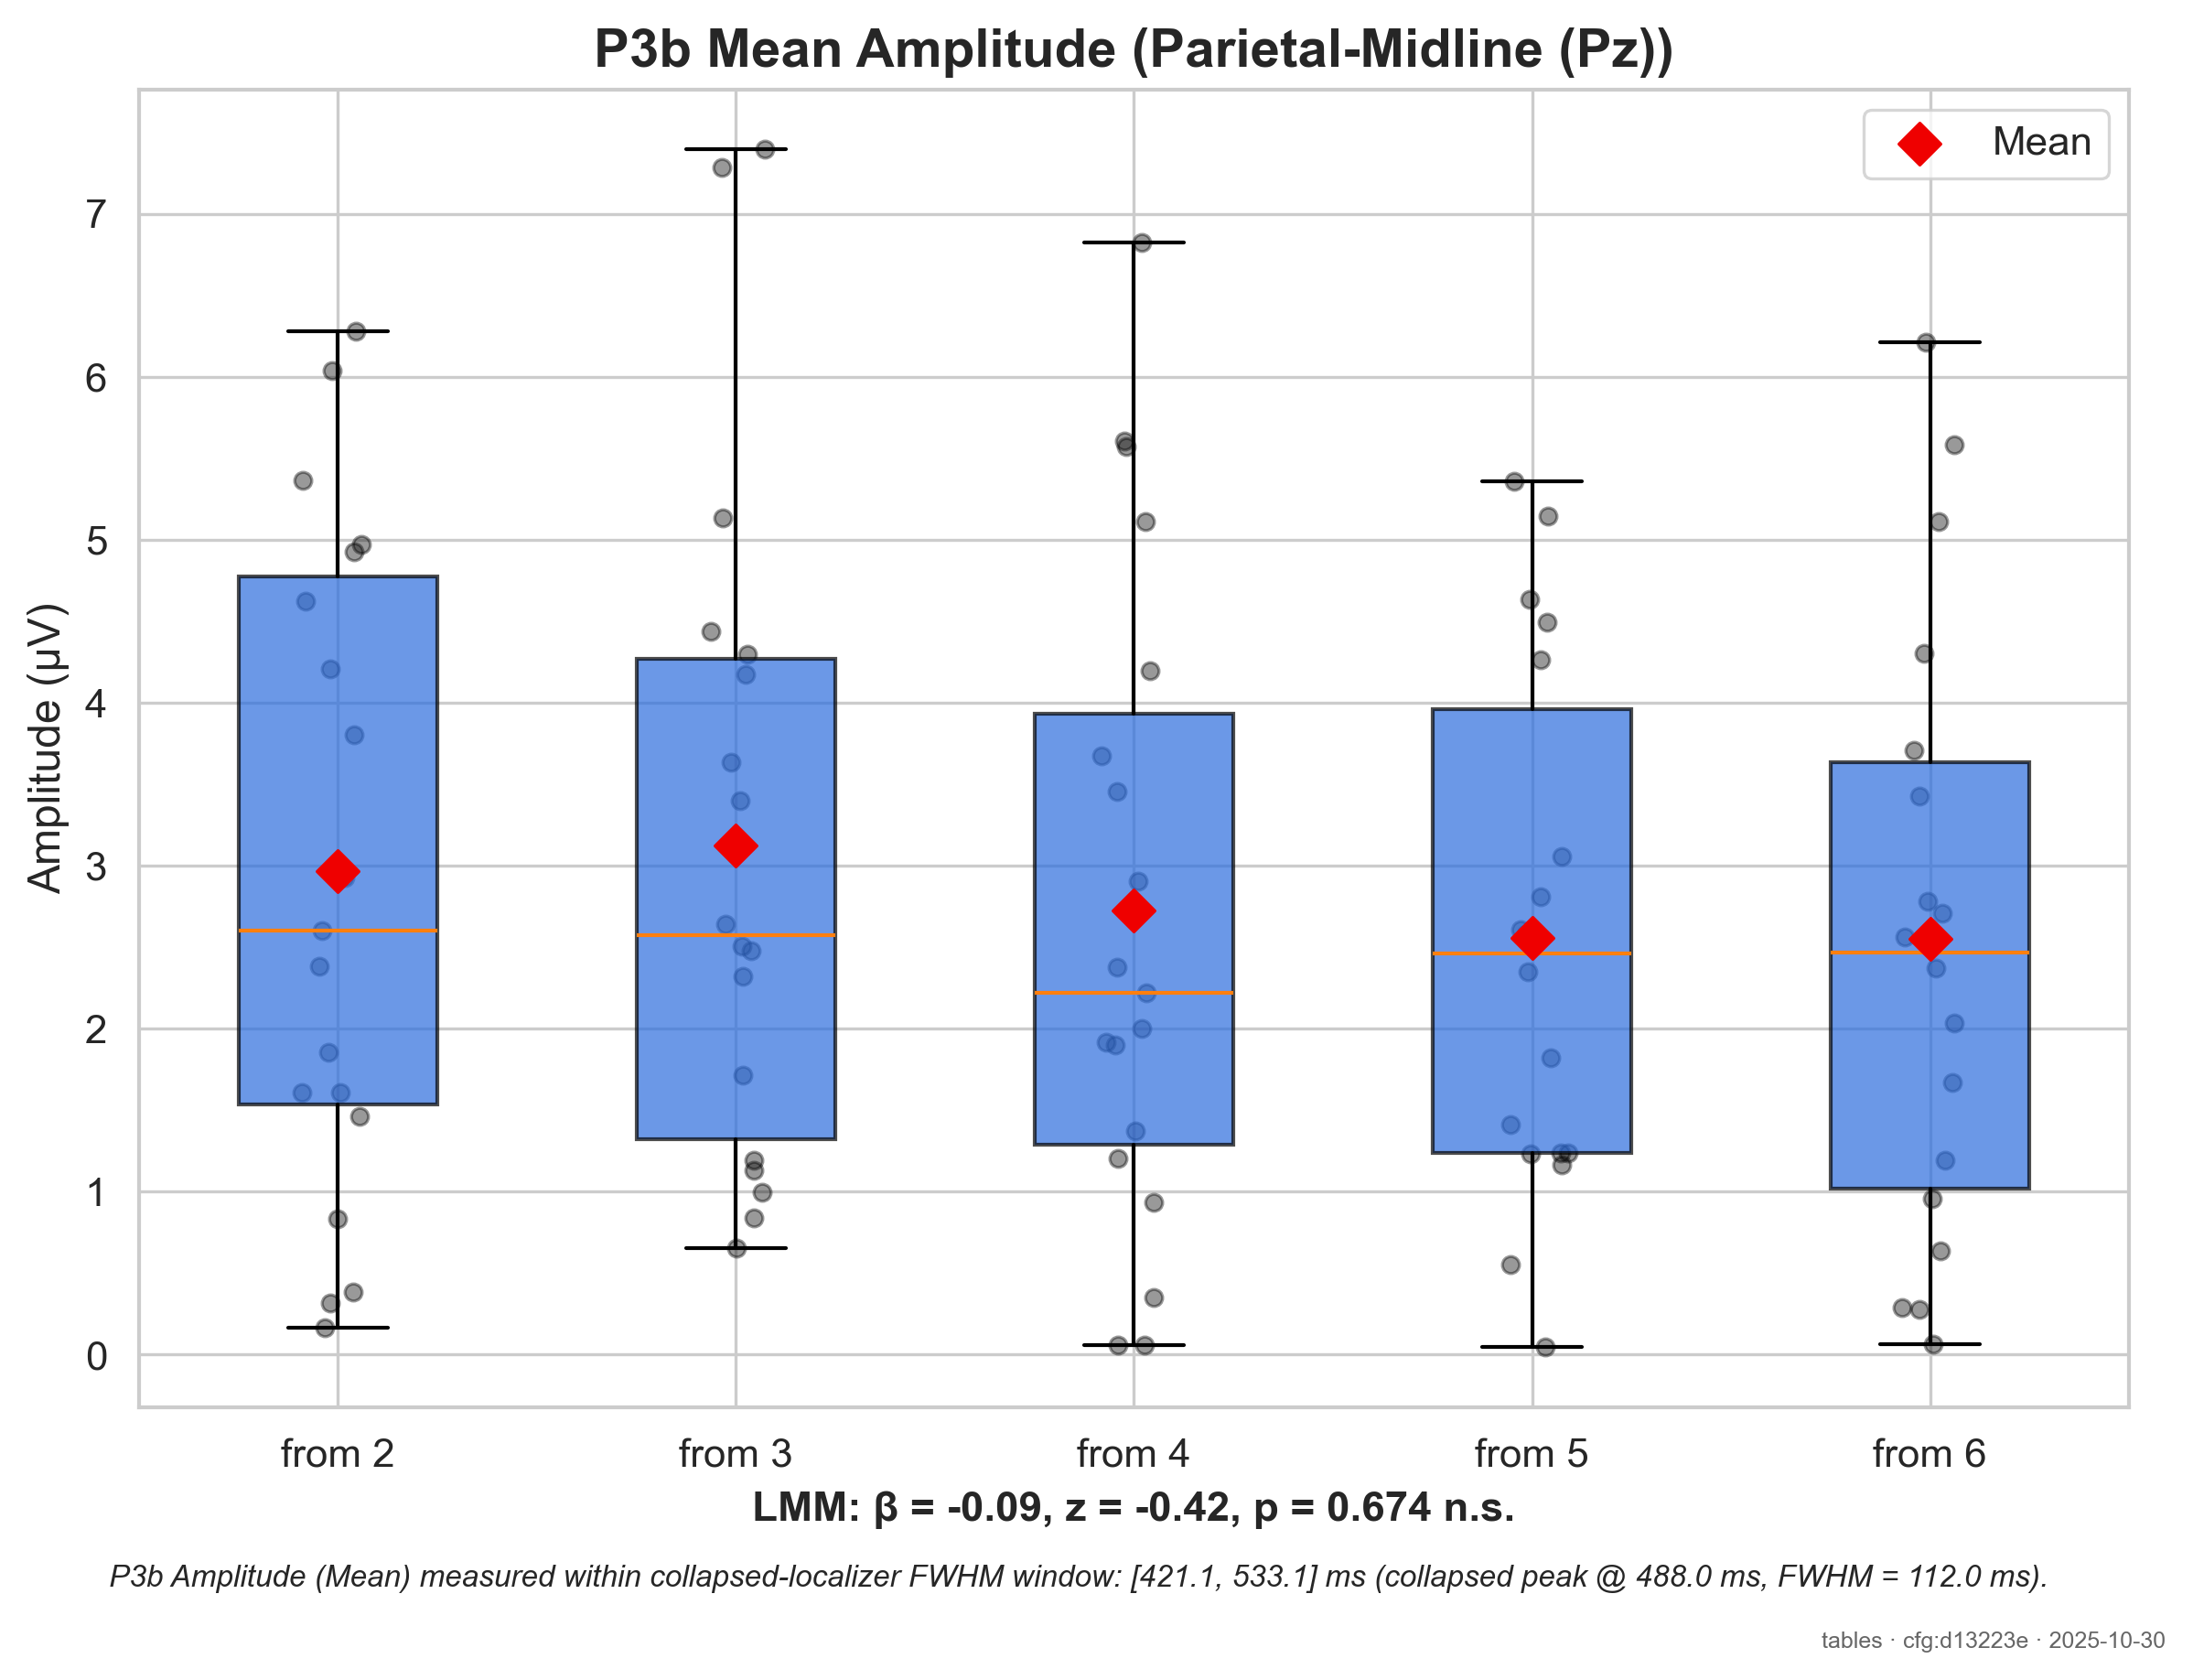 P3b Mean Amplitude (Parietal-Midline (Pz))
Mean
Amplitude (µV)
7
6
5
4
3
2
1
0
from 2 from 3 from 4 from 5 from 6
LMM: β = -0.09, z = -0.42, p = 0.674 n.s.
P3b Amplitude (Mean) measured within collapsed-localizer FWHM window: [421.1, 533.1] ms (collapsed peak @ 488.0 ms, FWHM = 112.0 ms).
tables · cfg:d13223e · 2025-10-30